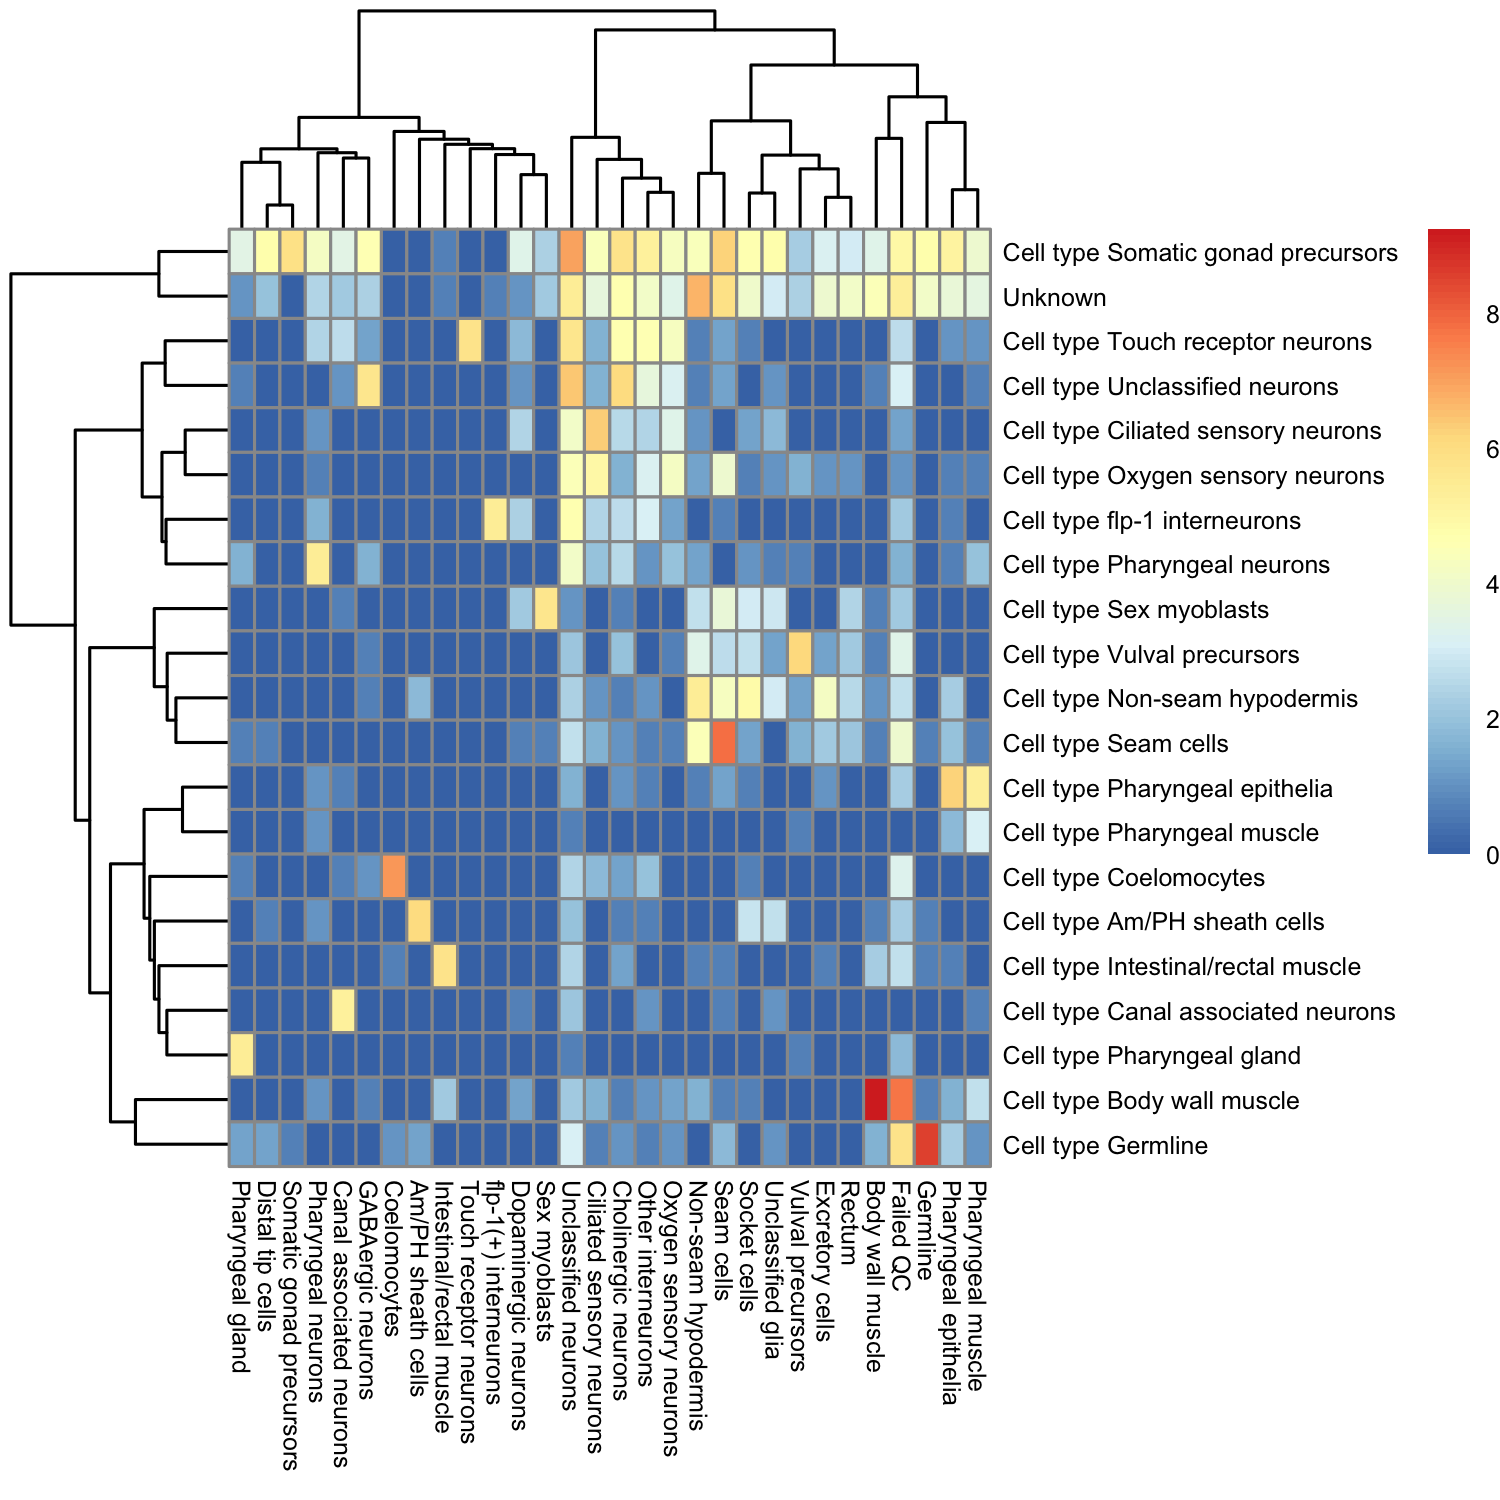 Cell type Somatic gonad precursors
Unknown
Cell type Touch receptor neurons
Cell type Unclassified neurons
Cell type Ciliated sensory neurons
Cell type Oxygen sensory neurons
Cell type flp-1 interneurons
Cell type Pharyngeal neurons
Cell type Sex myoblasts
Cell type Vulval precursors
Cell type Non-seam hypodermis
Cell type Seam cells
Cell type Pharyngeal epithelia
Cell type Pharyngeal muscle
Cell type Coelomocytes
Cell type Am/PH sheath cells
Cell type Intestinal/rectal muscle
Cell type Canal associated neurons
Cell type Pharyngeal gland
Cell type Body wall muscle
Cell type Germline
8
6
4
2
0
Pharyngeal gland
Distal tip cells
Somatic gonad precursors
Pharyngeal neurons
Canal associated neurons
GABAergic neurons
Coelomocytes
Am/PH sheath cells
Intestinal/rectal muscle
Touch receptor neurons
flp-1(+) interneurons
Dopaminergic neurons
Sex myoblasts
Unclassified neurons
Ciliated sensory neurons
Cholinergic neurons
Other interneurons
Oxygen sensory neurons
Non-seam hypodermis
Seam cells
Socket cells
Unclassified glia
Vulval precursors
Excretory cells
Rectum
Body wall muscle
Failed QC
Germline
Pharyngeal epithelia
Pharyngeal muscle